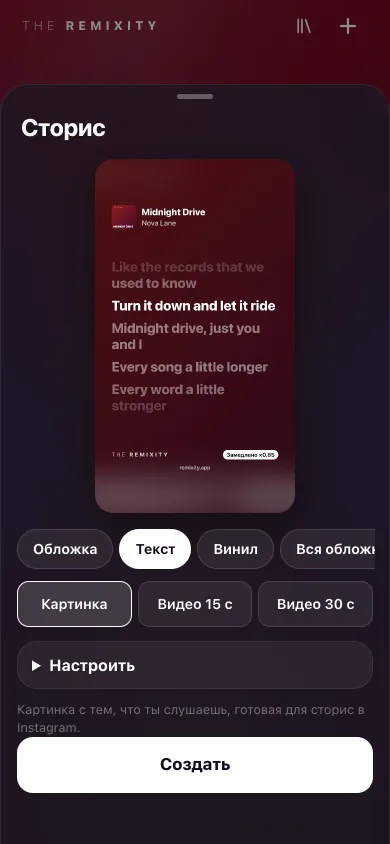 THE REMIXITY
Сторис
Midnight Drive
Nova Lane
Like the records that we
used to know
Turn it down and let it ride
Midnight drive, just you
and I
Every song a little longer
Every word a little
stronger
THE REMIXITY
Замедлено ×0.85
remixity.app
Обложка
Текст
Винил
Вся обложк
Картинка
Видео 15 с
Видео 30 с
Настроить
Картинка с тем, что ты слушаешь, готовая для сторис в
Instagram.
Создать